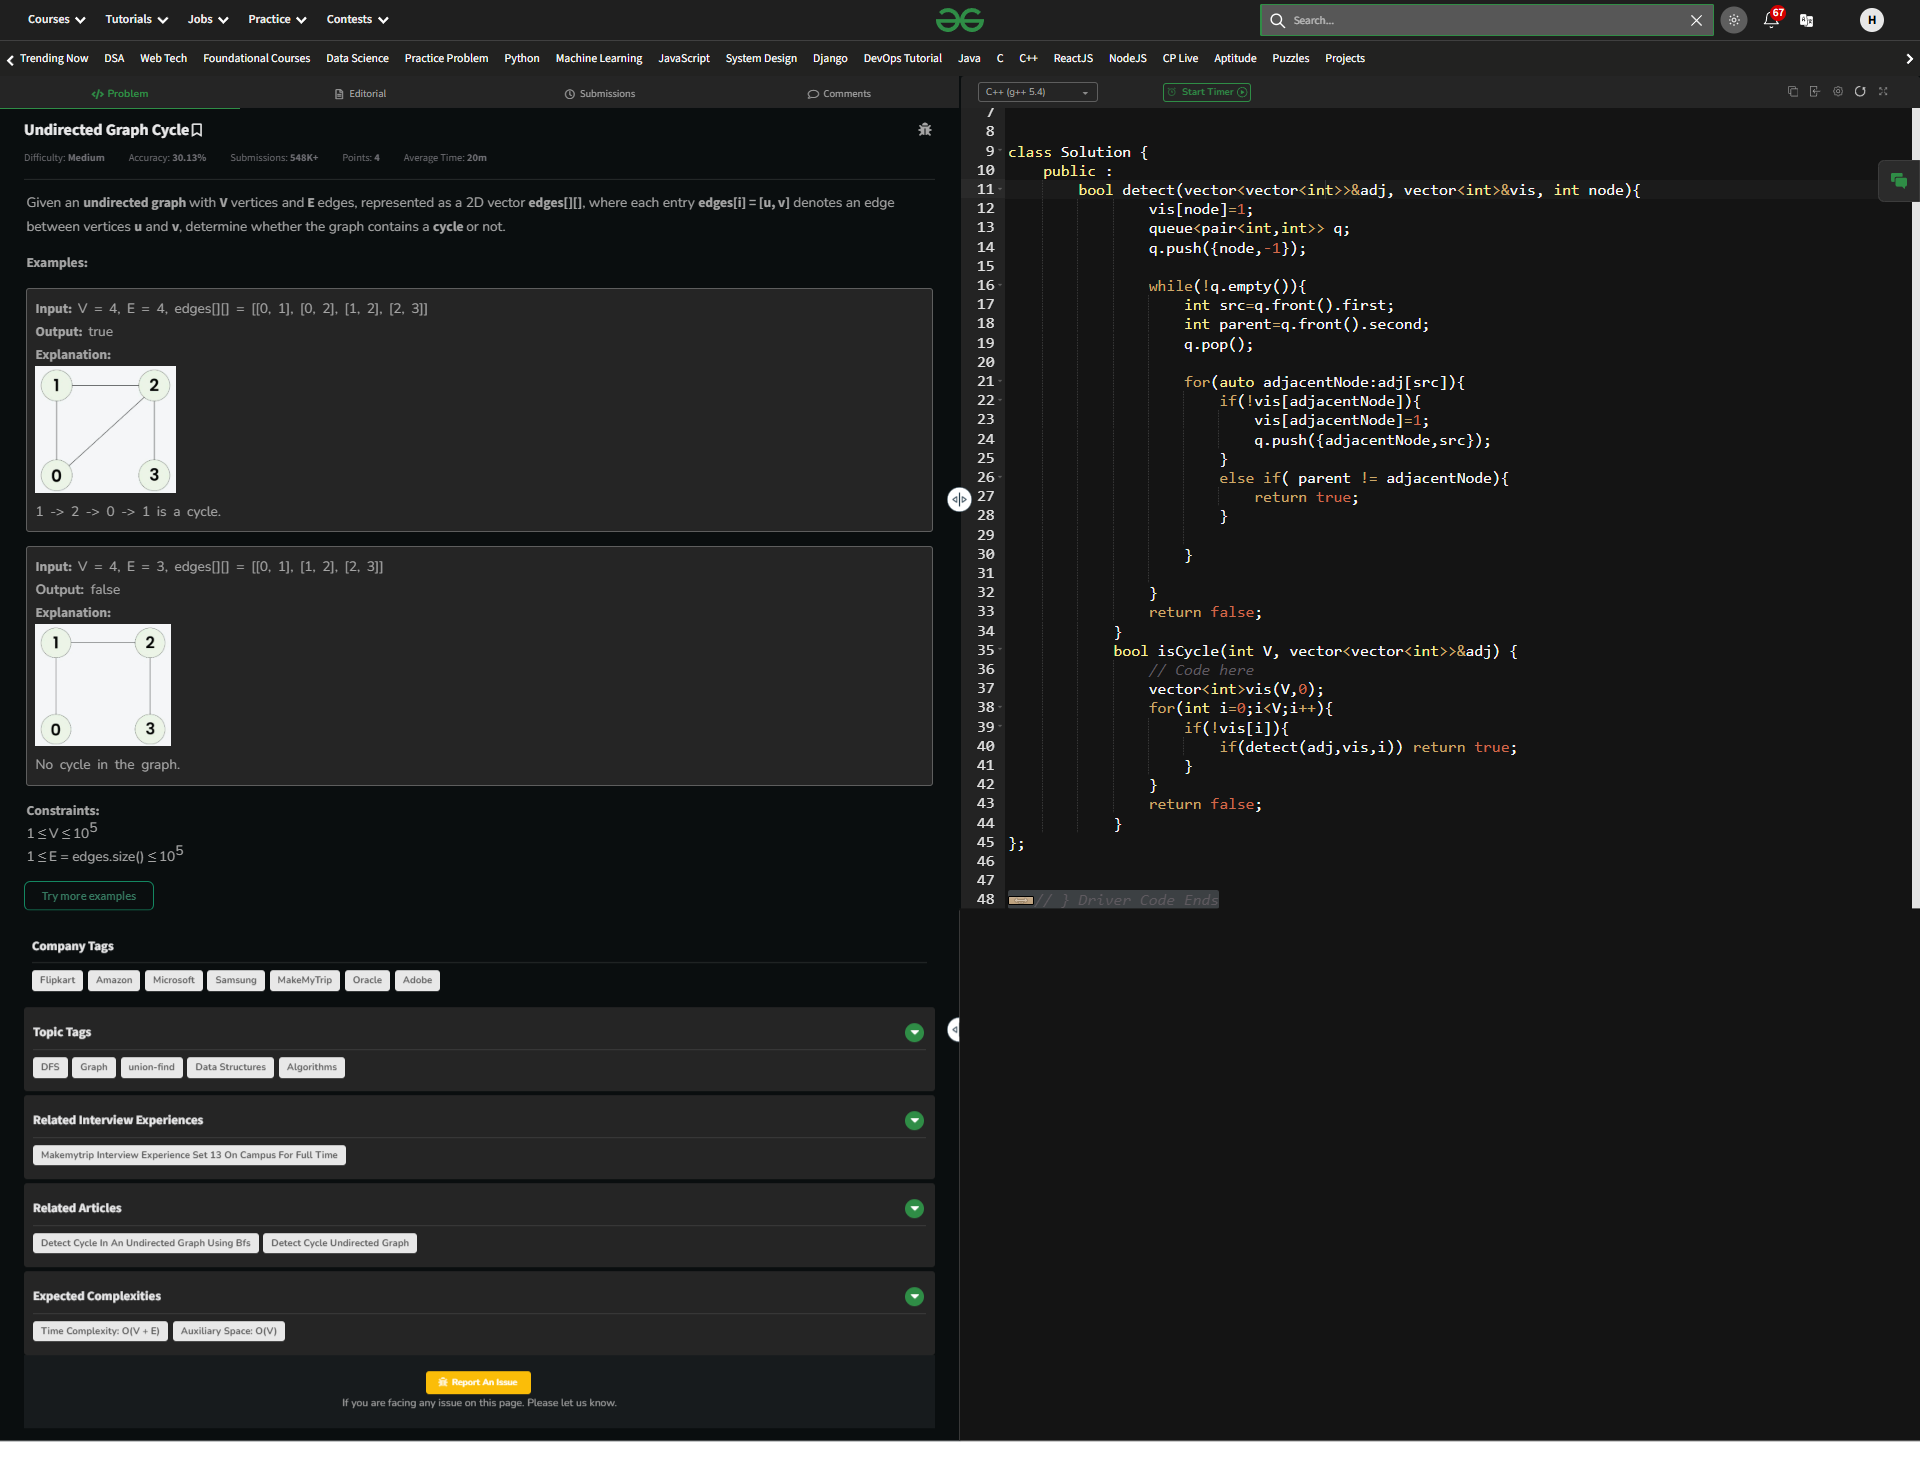 Courses Tutorials Jobs Practice Contests Search... 67 H
Trending Now DSA Web Tech Foundational Courses Data Science Practice Problem Python Machine Learning JavaScript System Design Django DevOps Tutorial Java C C++ ReactJS NodeJS CP Live Aptitude Puzzles Projects
</> Problem Editorial Submissions Comments
Undirected Graph Cycle
Difficulty: Medium Accuracy: 30.13% Submissions: 548K+ Points: 4 Average Time: 20m
Given an undirected graph with V vertices and E edges, represented as a 2D vector edges[][], where each entry edges[i] = [u, v] denotes an edge
between vertices u and v, determine whether the graph contains a cycle or not.
Examples:
Input: V = 4, E = 4, edges[][] = [[0, 1], [0, 2], [1, 2], [2, 3]]
Output: true
Explanation:
1 2
0 3
1 -> 2 -> 0 -> 1 is a cycle.
Input: V = 4, E = 3, edges[][] = [[0, 1], [1, 2], [2, 3]]
Output: false
Explanation:
1 2
0 3
No cycle in the graph.
Constraints:
1 ≤ V ≤ 10^5
1 ≤ E = edges.size() ≤ 10^5
Try more examples
Company Tags
Flipkart Amazon Microsoft Samsung MakeMyTrip Oracle Adobe
Topic Tags
DFS Graph union-find Data Structures Algorithms
Related Interview Experiences
Makemytrip Interview Experience Set 13 On Campus For Full Time
Related Articles
Detect Cycle In An Undirected Graph Using Bfs Detect Cycle Undirected Graph
Expected Complexities
Time Complexity: O(V + E) Auxiliary Space: O(V)
Report An Issue
If you are facing any issue on this page. Please let us know.
C++ (g++ 5.4) Start Timer
7
8
9 class Solution {
10 public :
11 bool detect(vector<vector<int>>&adj, vector<int>&vis, int node){
12 vis[node]=1;
13 queue<pair<int,int>> q;
14 q.push({node,-1});
15
16 while(!q.empty()){
17 int src=q.front().first;
18 int parent=q.front().second;
19 q.pop();
20
21 for(auto adjacentNode:adj[src]){
22 if(!vis[adjacentNode]){
23 vis[adjacentNode]=1;
24 q.push({adjacentNode,src});
25 }
26 else if( parent != adjacentNode){
27 return true;
28 }
29
30 }
31
32 }
33 return false;
34 }
35 bool isCycle(int V, vector<vector<int>>&adj) {
36 // Code here
37 vector<int>vis(V,0);
38 for(int i=0;i<V;i++){
39 if(!vis[i]){
40 if(detect(adj,vis,i)) return true;
41 }
42 }
43 return false;
44 }
45 };
46
47
48 // } Driver Code Ends